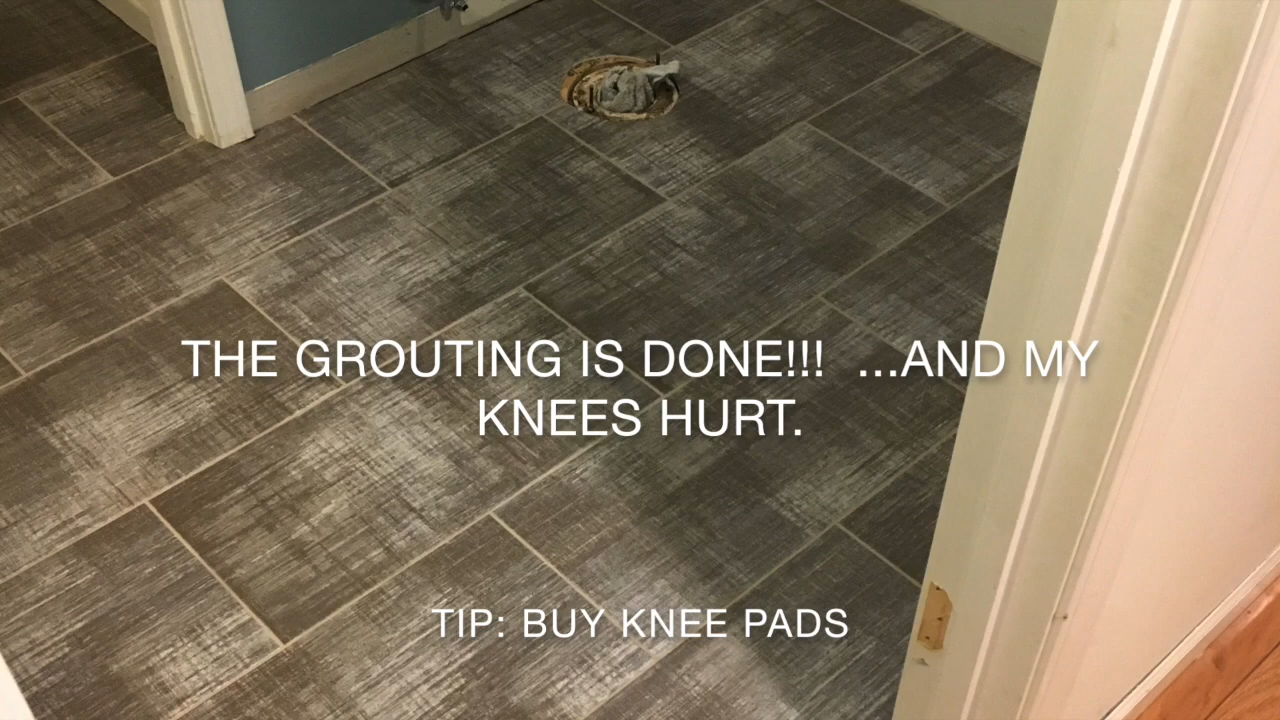 THE GROUTING IS DONE!!!  ...AND MY
KNEES HURT.
TIP: BUY KNEE PADS